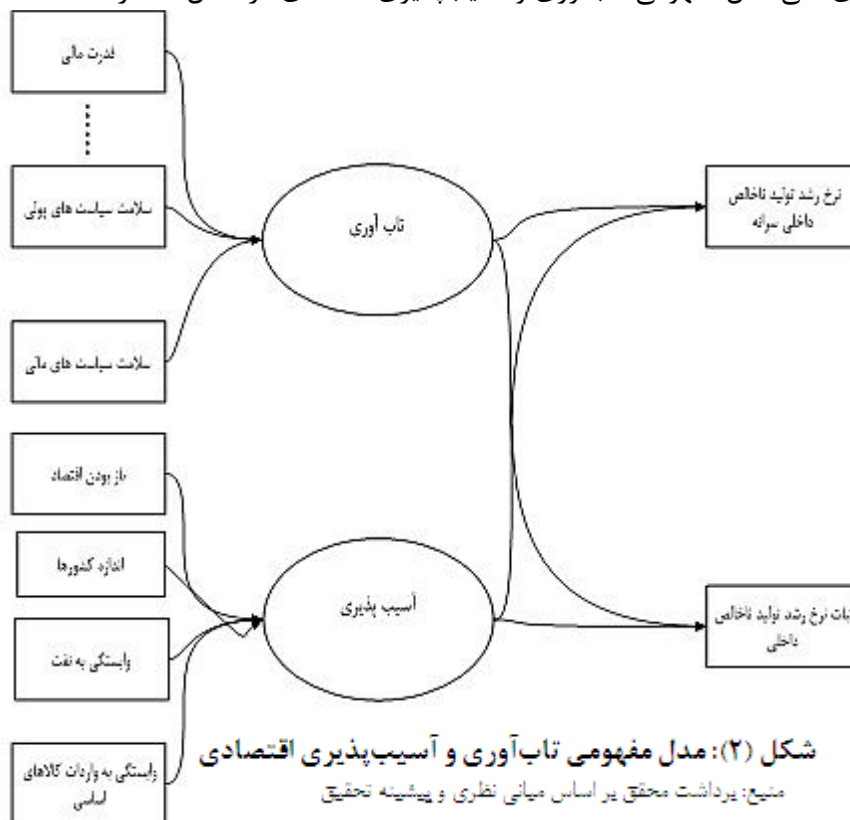 قدرت مالی
سلامت سیاست های پولی
سلامت سیاست های مالی
باز بودن اقتصاد
اندازه کشورها
وابستگی به نفت
وابستگی به واردات کالاهای
اساسی
تاب آوری
آسیب پذیری
نرخ رشد تولید ناخالص
داخلی سرانه
ثبات نرخ رشد تولید ناخالص
داخلی
شکل (۲): مدل مفهومی تاب‌آوری و آسیب‌پذیری اقتصادی
منبع: برداشت محقق بر اساس مبانی نظری و پیشینه تحقیق